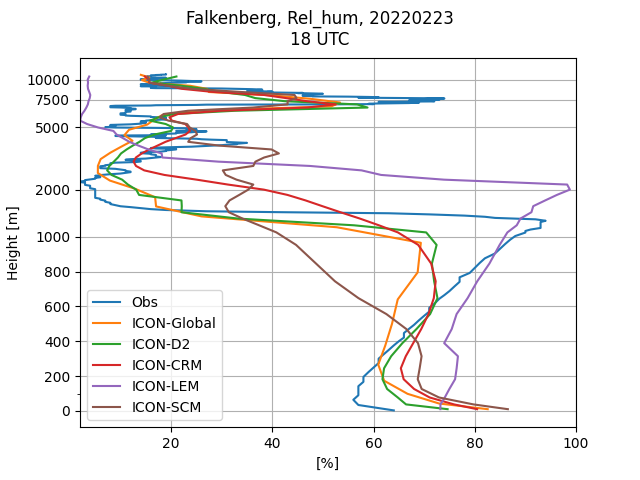 Falkenberg, Rel_hum, 20220223
18 UTC
10000
7500
5000
2000
1000
800
600
400
200
0
Height [m]
Obs
ICON-Global
ICON-D2
ICON-CRM
ICON-LEM
ICON-SCM
20
40
60
80
100
[%]